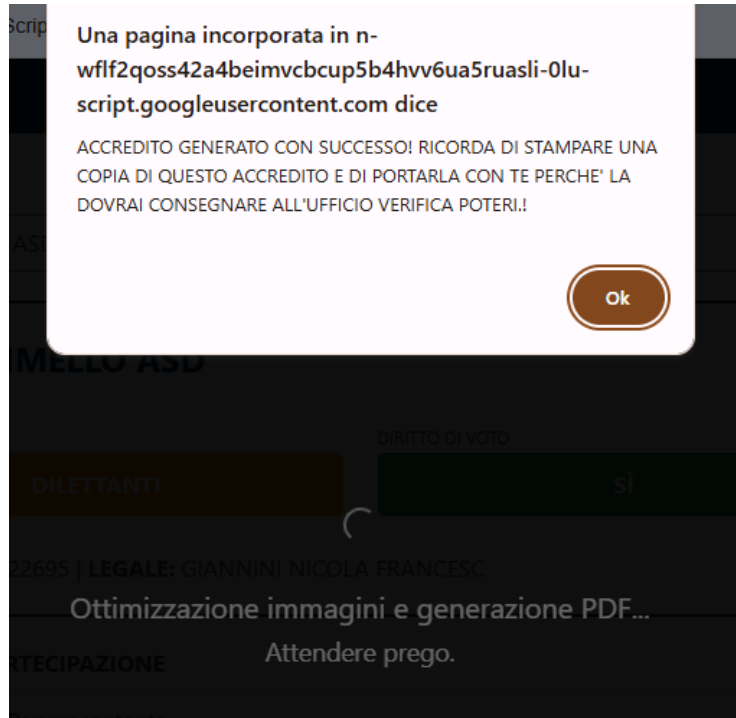 Scrip
Una pagina incorporata in n-
wflf2qoss42a4beimvcbcup5b4hvv6ua5ruasli-0lu-
script.googleusercontent.com dice
ACCREDITO GENERATO CON SUCCESSO! RICORDA DI STAMPARE UNA
COPIA DI QUESTO ACCREDITO E DI PORTARLA CON TE PERCHE' LA
DOVRAI CONSEGNARE ALL'UFFICIO VERIFICA POTERI.!
Ok
AS
MELLO ASD
DIRITTO DI VOTO
DILETTANTI
SÌ
22695 | LEGALE: GIANNINI NICOLA FRANCESC
Ottimizzazione immagini e generazione PDF...
Attendere prego.
RTECIPAZIONE